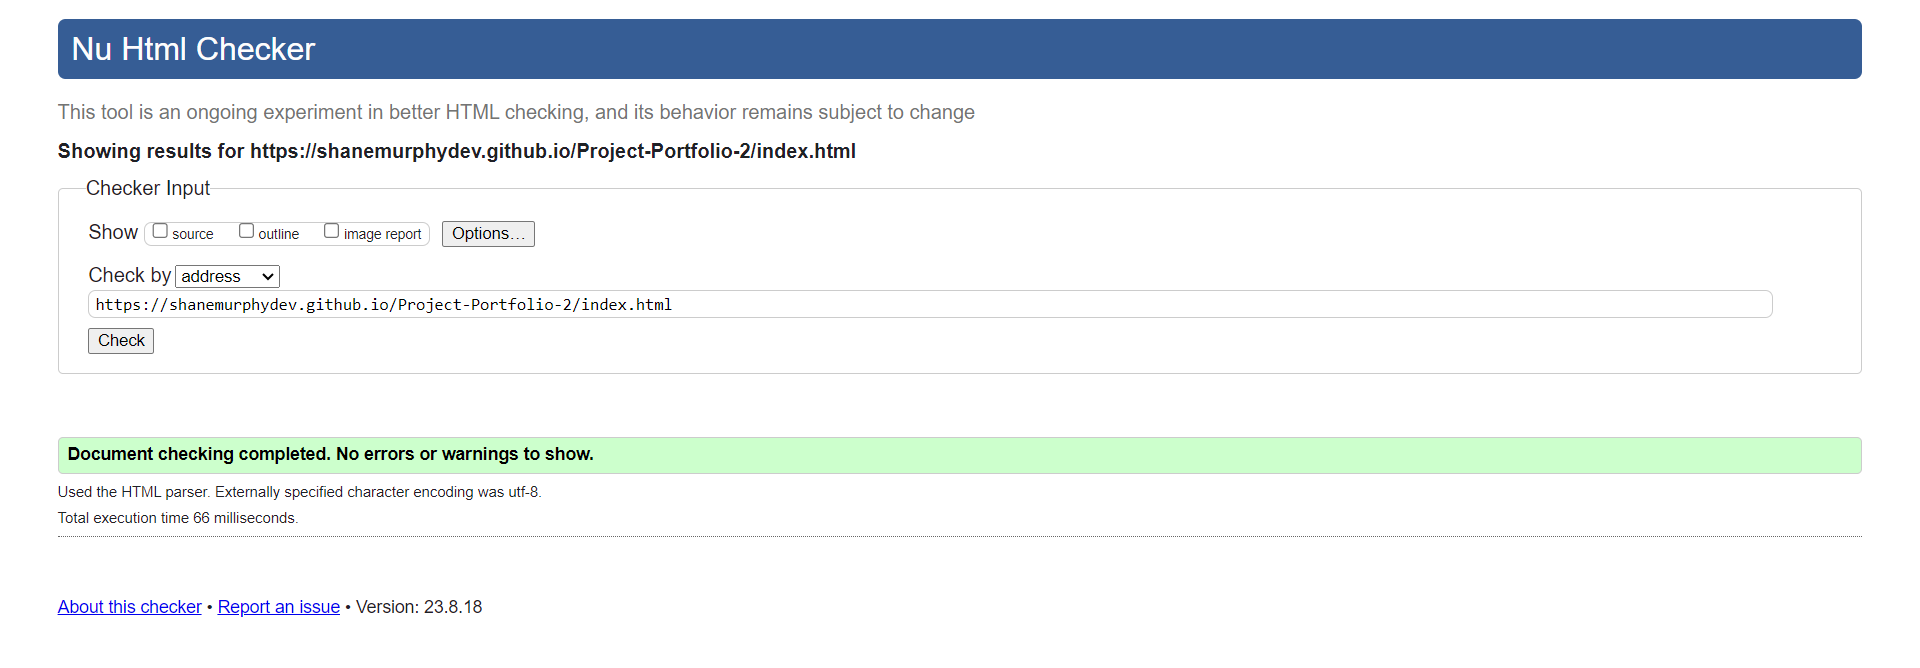 Nu Html Checker
This tool is an ongoing experiment in better HTML checking, and its behavior remains subject to change
Showing results for https://shanemurphydev.github.io/Project-Portfolio-2/index.html
Checker Input
Show source outline image report Options...
Check by address
https://shanemurphydev.github.io/Project-Portfolio-2/index.html
Check
Document checking completed. No errors or warnings to show.
Used the HTML parser. Externally specified character encoding was utf-8.
Total execution time 66 milliseconds.
About this checker • Report an issue • Version: 23.8.18